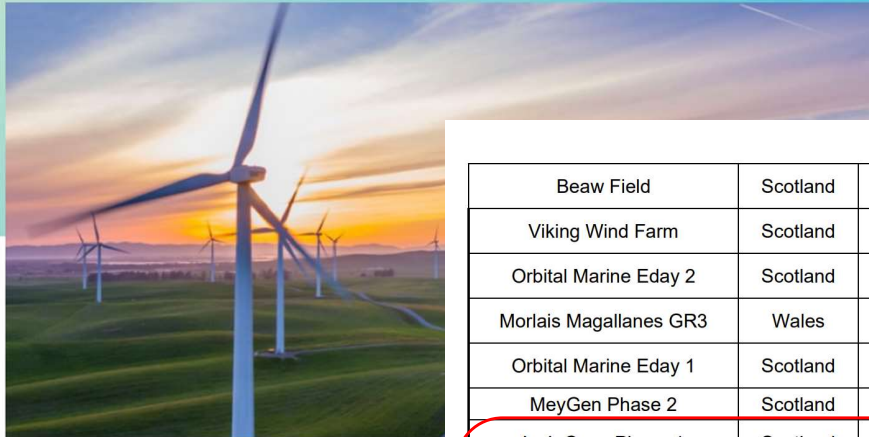 Beaw Field Scotland
Viking Wind Farm Scotland
Orbital Marine Eday 2 Scotland
Morlais Magallanes GR3 Wales
Orbital Marine Eday 1 Scotland
MeyGen Phase 2 Scotland